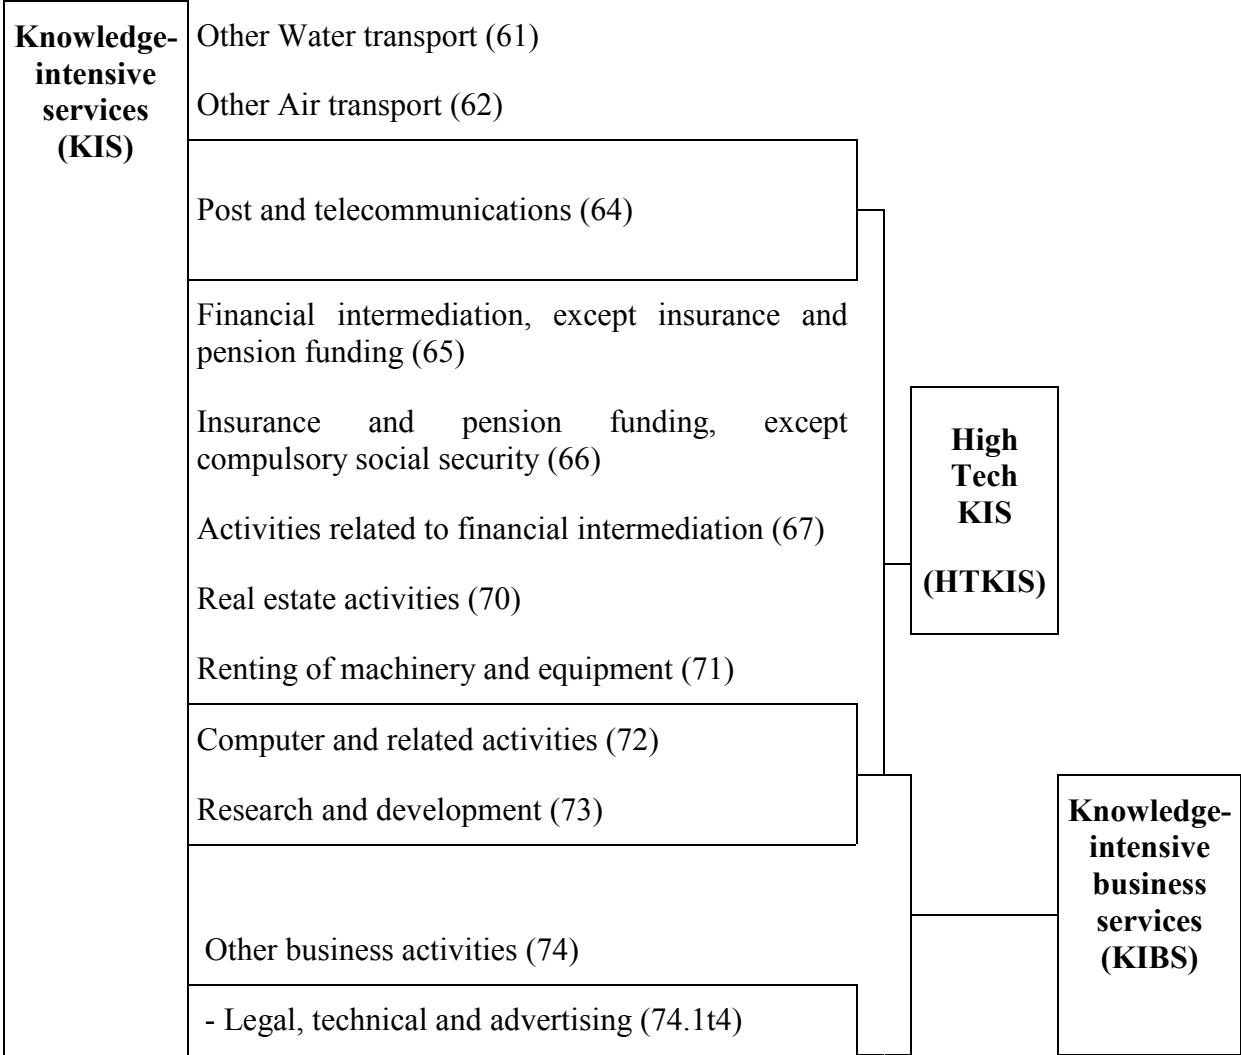 Knowledge-
intensive
services
(KIS)
Other Water transport (61)
Other Air transport (62)
Post and telecommunications (64)
Financial intermediation, except insurance and
pension funding (65)
Insurance and pension funding, except
compulsory social security (66)
Activities related to financial intermediation (67)
Real estate activities (70)
Renting of machinery and equipment (71)
Computer and related activities (72)
Research and development (73)
Other business activities (74)
- Legal, technical and advertising (74.1t4)
High
Tech
KIS
(HTKIS)
Knowledge-
intensive
business
services
(KIBS)